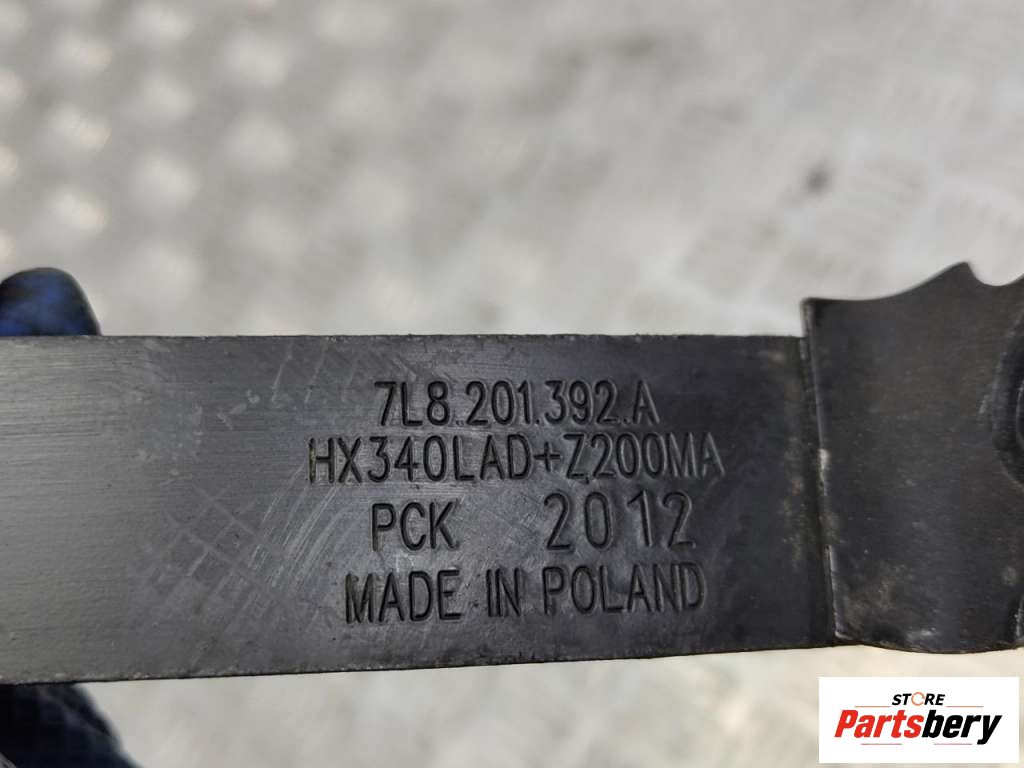 7L8.201.392.A
HX340LAD+Z200MA
PCK 2012
MADE IN POLAND
STORE
Partsbery